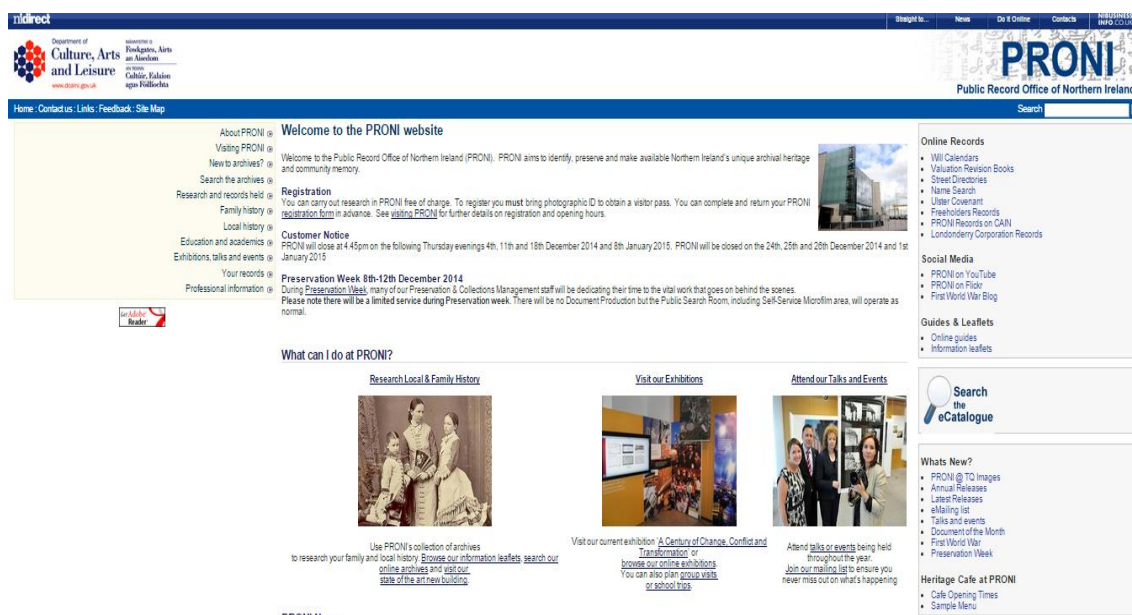 nidirect
Straight to...
News
Do It Online
Contacts
NIBUSINESS
INFO.CO.UK
Department of
Culture, Arts
and Leisure
www.dcalni.gov.uk
Fowkgates, Airts
an Aisedom
Cultúir, Ealaíon
agus Fóillíochta
PRONI
Public Record Office of Northern Ireland
Home : Contact us : Links : Feedback : Site Map
Search
About PRONI
Visiting PRONI
New to archives?
Search the archives
Research and records held
Family history
Local history
Education and academics
Exhibitions, talks and events
Your records
Professional information
Get Adobe
Reader
Welcome to the PRONI website
Welcome to the Public Record Office of Northern Ireland (PRONI). PRONI aims to identify, preserve and make available Northern Ireland's unique archival heritage
and community memory.
Registration
You can carry out research in PRONI free of charge. To register you must bring photographic ID to obtain a visitor pass. You can complete and return your PRONI
registration form in advance. See visiting PRONI for further details on registration and opening hours.
Customer Notice
PRONI will close at 4.45pm on the following Thursday evenings 4th, 11th and 18th December 2014 and 8th January 2015. PRONI will be closed on the 24th, 25th and 26th December 2014 and 1st
January 2015
Preservation Week 8th-12th December 2014
During Preservation Week, many of our Preservation & Collections Management staff will be dedicating their time to the vital work that goes on behind the scenes.
Please note there will be a limited service during Preservation week. There will be no Document Production but the Public Search Room, including Self-Service Microfilm area, will operate as
normal.
What can I do at PRONI?
Research Local & Family History
Use PRONI's collection of archives
to research your family and local history. Browse our information leaflets, search our
online archives and visit our
state of the art new building.
Visit our Exhibitions
Visit our current exhibition 'A Century of Change, Conflict and
Transformation' or
browse our online exhibitions.
You can also plan group visits
or school trips.
Attend our Talks and Events
Attend talks or events being held
throughout the year.
Join our mailing list to ensure you
never miss out on what's happening
Online Records
Will Calendars
Valuation Revision Books
Street Directories
Name Search
Ulster Covenant
Freeholders Records
PRONI Records on CAIN
Londonderry Corporation Records
Social Media
PRONI on YouTube
PRONI on Flickr
First World War Blog
Guides & Leaflets
Online guides
Information leaflets
Search
the
eCatalogue
Whats New?
PRONI @ TQ Images
Annual Releases
Latest Releases
eMailing list
Talks and events
Document of the Month
First World War
Preservation Week
Heritage Cafe at PRONI
Cafe Opening Times
Sample Menu